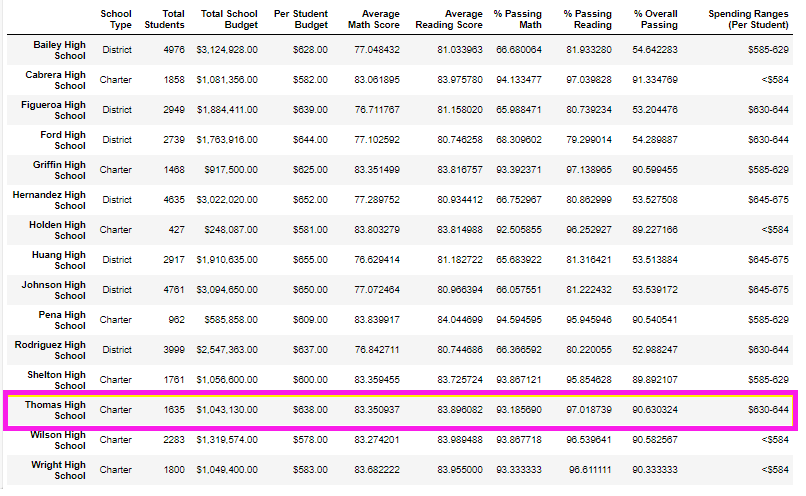 School Type Total Students Total School Budget Per Student Budget Average Math Score Average Reading Score % Passing Math % Passing Reading % Overall Passing Spending Ranges (Per Student)
Bailey High School District 4976 $3,124,928.00 $628.00 77.048432 81.033963 66.680064 81.933280 54.642283 $585-629
Cabrera High School Charter 1858 $1,081,356.00 $582.00 83.061895 83.975780 94.133477 97.039828 91.334769 <$584
Figueroa High School District 2949 $1,884,411.00 $639.00 76.711767 81.158020 65.988471 80.739234 53.204476 $630-644
Ford High School District 2739 $1,763,916.00 $644.00 77.102592 80.746258 68.309602 79.299014 54.289887 $630-644
Griffin High School Charter 1468 $917,500.00 $625.00 83.351499 83.816757 93.392371 97.138965 90.599455 $585-629
Hernandez High School District 4635 $3,022,020.00 $652.00 77.289752 80.934412 66.752967 80.862999 53.527508 $645-675
Holden High School Charter 427 $248,087.00 $581.00 83.803279 83.814988 92.505855 96.252927 89.227166 <$584
Huang High School District 2917 $1,910,635.00 $655.00 76.629414 81.182722 65.683922 81.316421 53.513884 $645-675
Johnson High School District 4761 $3,094,650.00 $650.00 77.072464 80.966394 66.057551 81.222432 53.539172 $645-675
Pena High School Charter 962 $585,858.00 $609.00 83.839917 84.044699 94.594595 95.945946 90.540541 $585-629
Rodriguez High School District 3999 $2,547,363.00 $637.00 76.842711 80.744686 66.366592 80.220055 52.988247 $630-644
Shelton High School Charter 1761 $1,056,600.00 $600.00 83.359455 83.725724 93.867121 95.854628 89.892107 $585-629
Thomas High School Charter 1635 $1,043,130.00 $638.00 83.350937 83.896082 93.185690 97.018739 90.630324 $630-644
Wilson High School Charter 2283 $1,319,574.00 $578.00 83.274201 83.989488 93.867718 96.539641 90.582567 <$584
Wright High School Charter 1800 $1,049,400.00 $583.00 83.682222 83.955000 93.333333 96.611111 90.333333 <$584